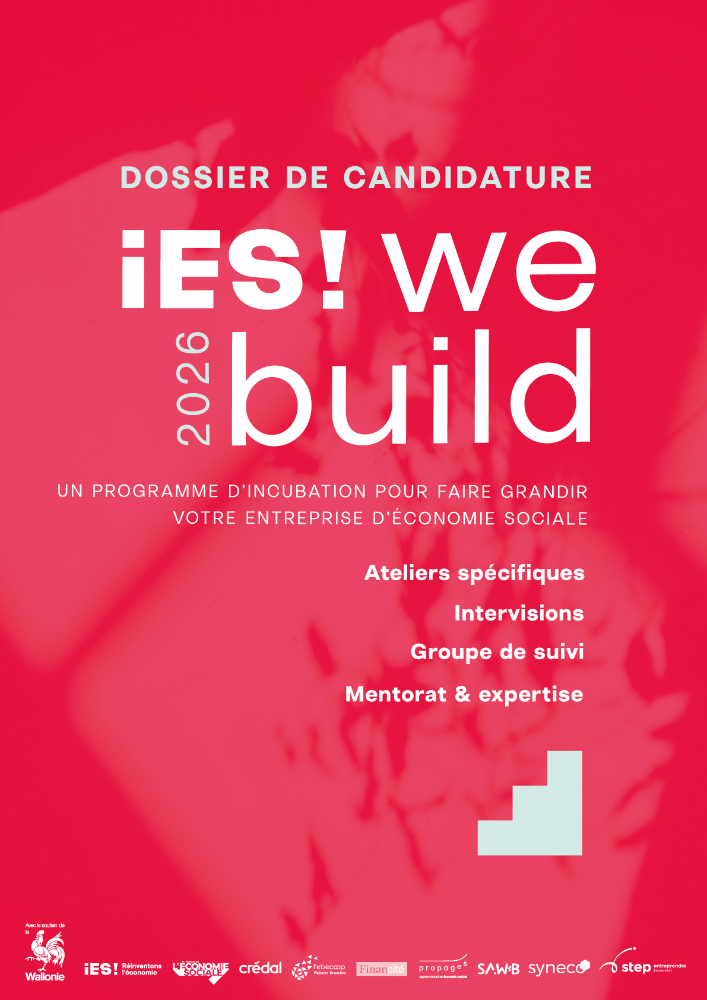 DOSSIER DE CANDIDATURE
iES! we
2026
build
UN PROGRAMME D’INCUBATION POUR FAIRE GRANDIR
VOTRE ENTREPRISE D’ÉCONOMIE SOCIALE
Ateliers spécifiques
Intervisions
Groupe de suivi
Mentorat & expertise
Avec le soutien de
la
Wallonie
iES! Réinventons
l’économie
ACTEUR DE
L’ÉCONOMIE
SOCIALE
crédal
febecoop
Wallonie-Bruxelles
Financité
propages
agence-conseil en économie sociale
SAW-B
syneco
step entreprendre
[autrement]